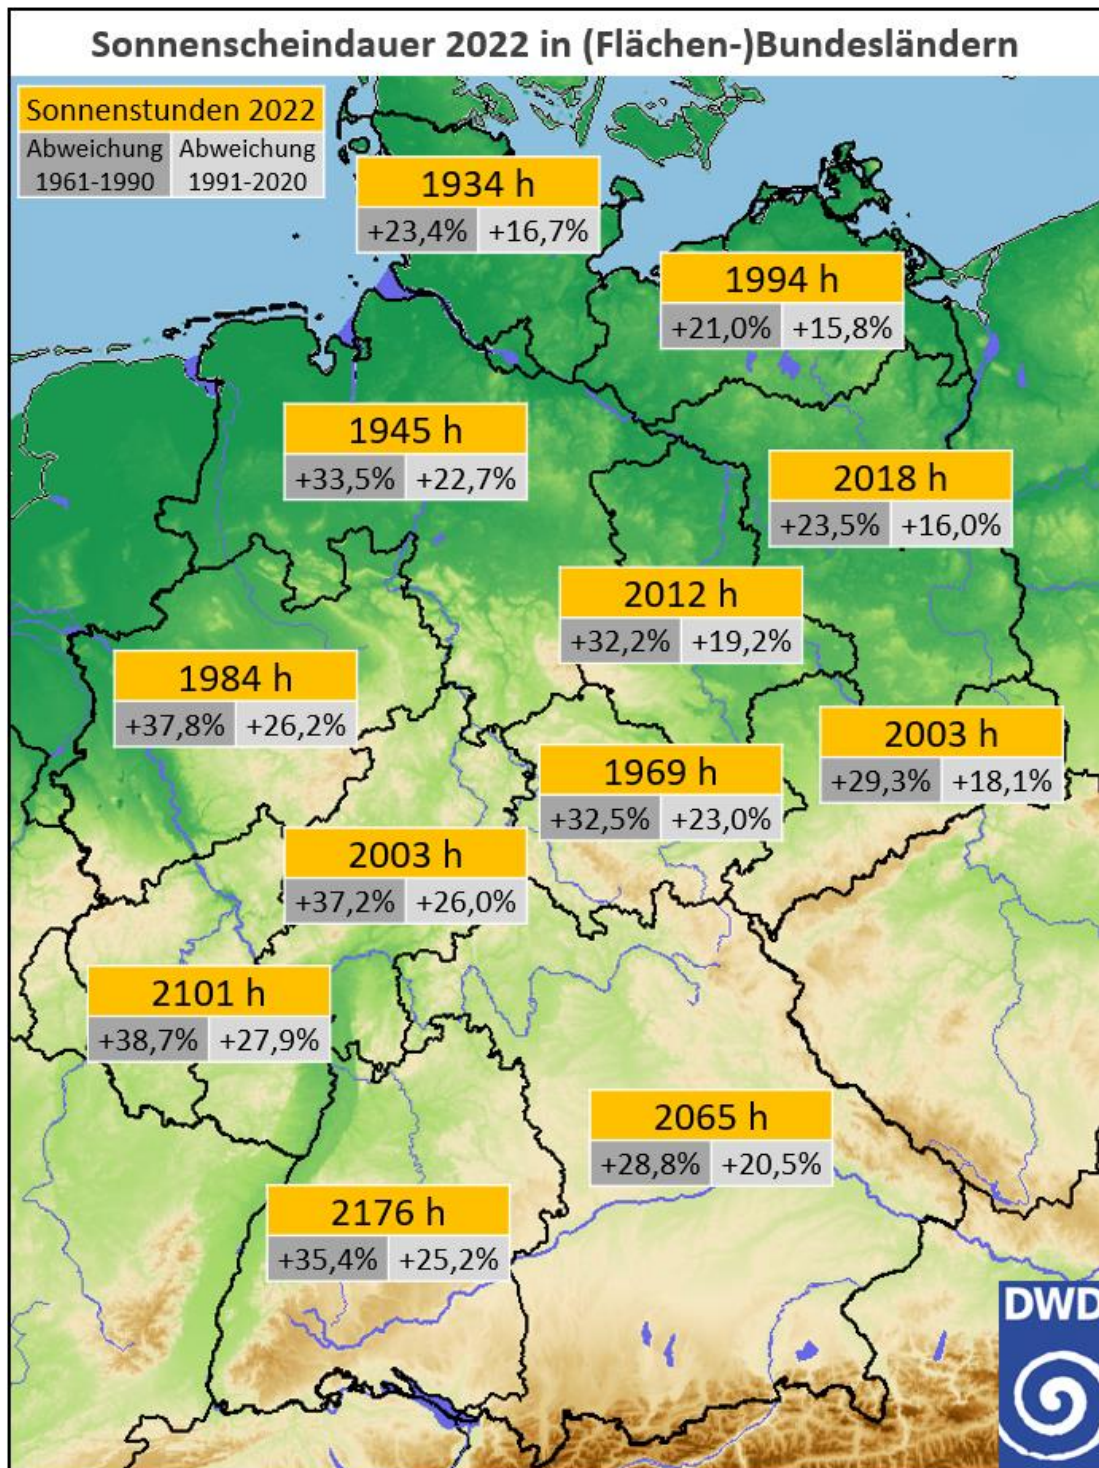 Sonnenscheindauer 2022 in (Flächen-)Bundesländern
Sonnenstunden 2022
Abweichung Abweichung
1961-1990 1991-2020
1934 h
+23,4% +16,7%
1994 h
+21,0% +15,8%
1945 h
+33,5% +22,7%
2018 h
+23,5% +16,0%
2012 h
+32,2% +19,2%
1984 h
+37,8% +26,2%
2003 h
+29,3% +18,1%
1969 h
+32,5% +23,0%
2003 h
+37,2% +26,0%
2101 h
+38,7% +27,9%
2065 h
+28,8% +20,5%
2176 h
+35,4% +25,2%
DWD